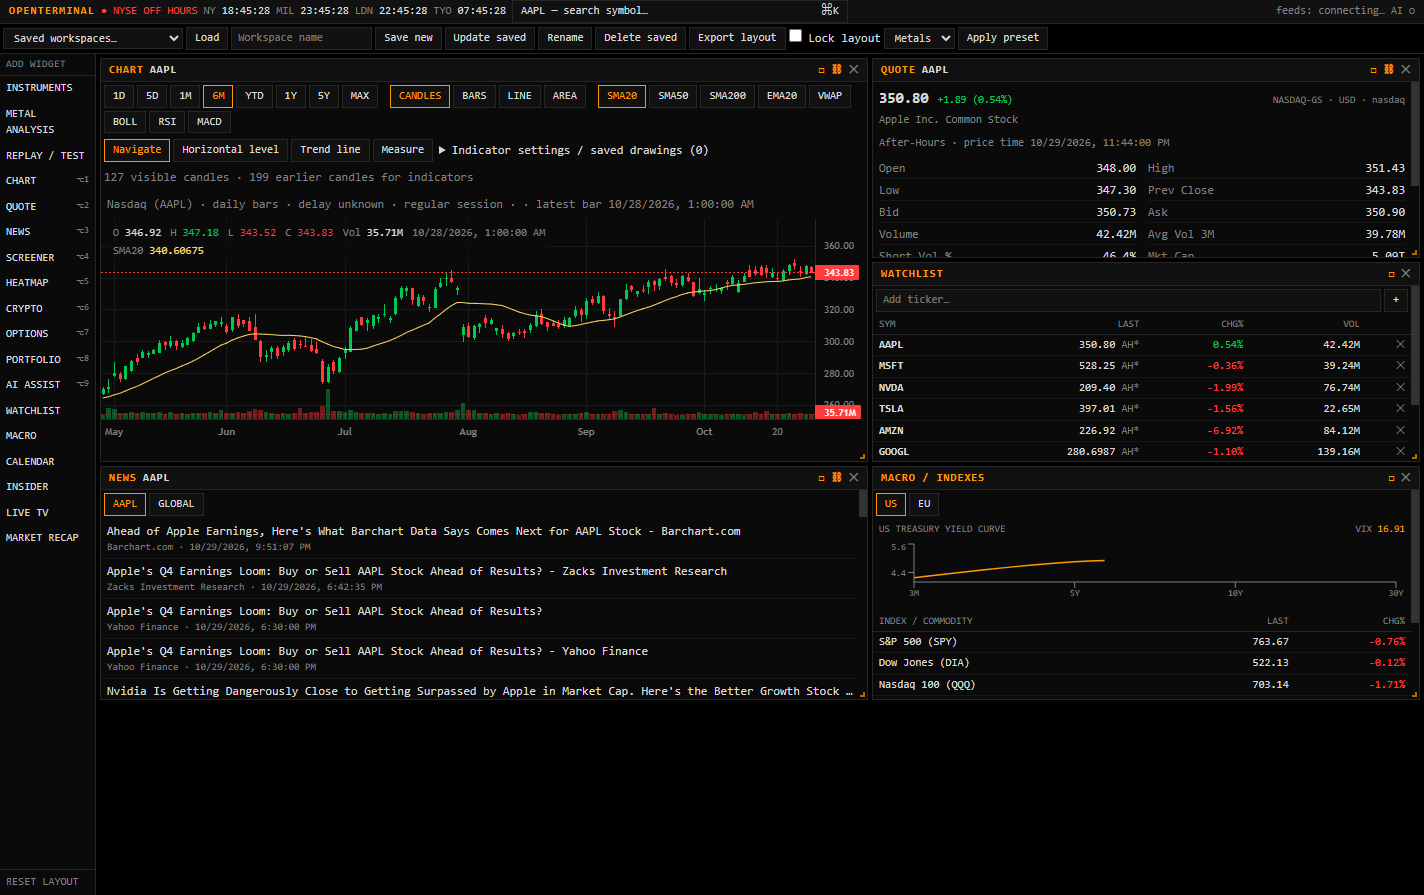 OPENTERMINAL ● NYSE OFF HOURS NY 18:45:28 MIL 23:45:28 LDN 22:45:28 TYO 07:45:28 AAPL — search symbol… ⌘K feeds: connecting… AI ○
Saved workspaces… Load Workspace name Save new Update saved Rename Delete saved Export layout Lock layout Metals Apply preset
ADD WIDGET
INSTRUMENTS
METAL
ANALYSIS
REPLAY / TEST
CHART ⌥1
QUOTE ⌥2
NEWS ⌥3
SCREENER ⌥4
HEATMAP ⌥5
CRYPTO ⌥6
OPTIONS ⌥7
PORTFOLIO ⌥8
AI ASSIST ⌥9
WATCHLIST
MACRO
CALENDAR
INSIDER
LIVE TV
MARKET RECAP
RESET LAYOUT
CHART AAPL
1D 5D 1M 6M YTD 1Y 5Y MAX CANDLES BARS LINE AREA SMA20 SMA50 SMA200 EMA20 VWAP
BOLL RSI MACD
Navigate Horizontal level Trend line Measure ▶ Indicator settings / saved drawings (0)
127 visible candles · 199 earlier candles for indicators
Nasdaq (AAPL) · daily bars · delay unknown · regular session · · latest bar 10/28/2026, 1:00:00 AM
O 346.92 H 347.18 L 343.52 C 343.83 Vol 35.71M 10/28/2026, 1:00:00 AM
SMA20 340.60675
360.00
343.83
320.00
300.00
280.00
260.00
35.71M
May Jun Jul Aug Sep Oct 20
QUOTE AAPL
350.80 +1.89 (0.54%) NASDAQ-GS · USD · nasdaq
Apple Inc. Common Stock
After-Hours · price time 10/29/2026, 11:44:00 PM
Open 348.00 High 351.43
Low 347.30 Prev Close 343.83
Bid 350.73 Ask 350.90
Volume 42.42M Avg Vol 3M 39.78M
Short Vol % 46.4% Mkt Cap 5.09T
WATCHLIST
Add ticker… +
SYM LAST CHG% VOL
AAPL 350.80 AH* 0.54% 42.42M
MSFT 528.25 AH* -0.36% 39.24M
NVDA 209.40 AH* -1.99% 76.74M
TSLA 397.01 AH* -1.56% 22.65M
AMZN 226.92 AH* -6.92% 84.12M
GOOGL 280.6987 AH* -1.10% 139.16M
NEWS AAPL
AAPL GLOBAL
Ahead of Apple Earnings, Here's What Barchart Data Says Comes Next for AAPL Stock - Barchart.com
Barchart.com · 10/29/2026, 9:51:07 PM
Apple's Q4 Earnings Loom: Buy or Sell AAPL Stock Ahead of Results? - Zacks Investment Research
Zacks Investment Research · 10/29/2026, 6:42:35 PM
Apple's Q4 Earnings Loom: Buy or Sell AAPL Stock Ahead of Results?
Yahoo Finance · 10/29/2026, 6:30:00 PM
Apple's Q4 Earnings Loom: Buy or Sell AAPL Stock Ahead of Results? - Yahoo Finance
Yahoo Finance · 10/29/2026, 6:30:00 PM
Nvidia Is Getting Dangerously Close to Getting Surpassed by Apple in Market Cap. Here's the Better Growth Stock …
MACRO / INDEXES
US EU
US TREASURY YIELD CURVE VIX 16.91
5.6
4.4
3M 5Y 10Y 30Y
INDEX / COMMODITY LAST CHG%
S&P 500 (SPY) 763.67 -0.76%
Dow Jones (DIA) 522.13 -0.12%
Nasdaq 100 (QQQ) 703.14 -1.71%